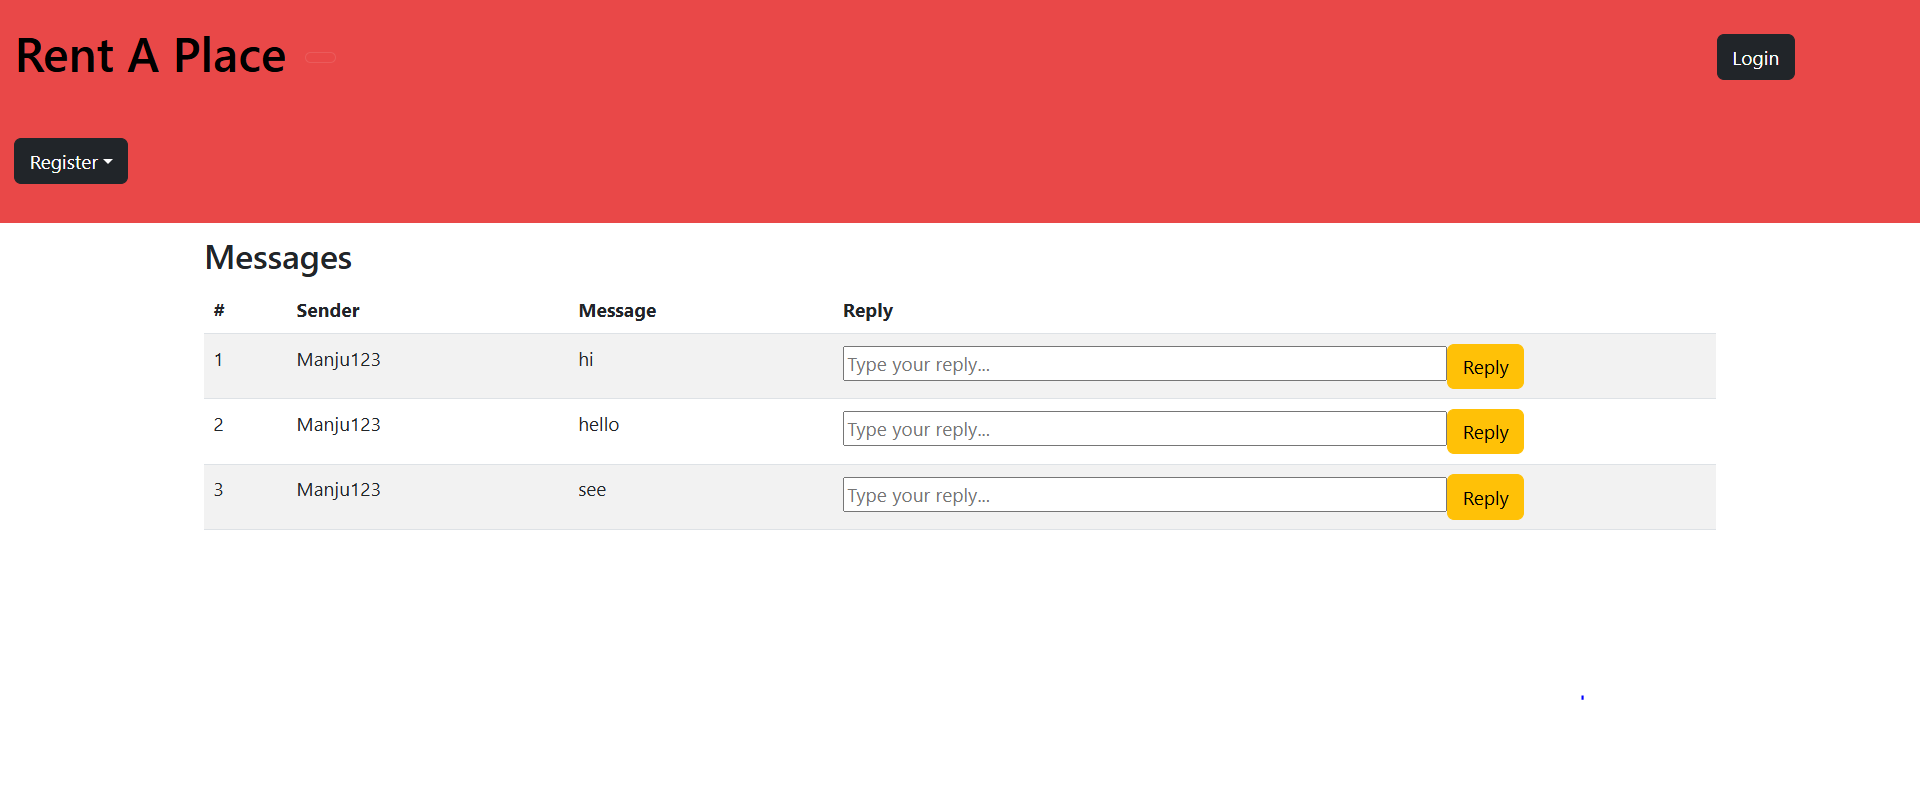 Rent A Place
Login
Register
Messages
# Sender Message Reply
1 Manju123 hi Type your reply... Reply
2 Manju123 hello Type your reply... Reply
3 Manju123 see Type your reply... Reply